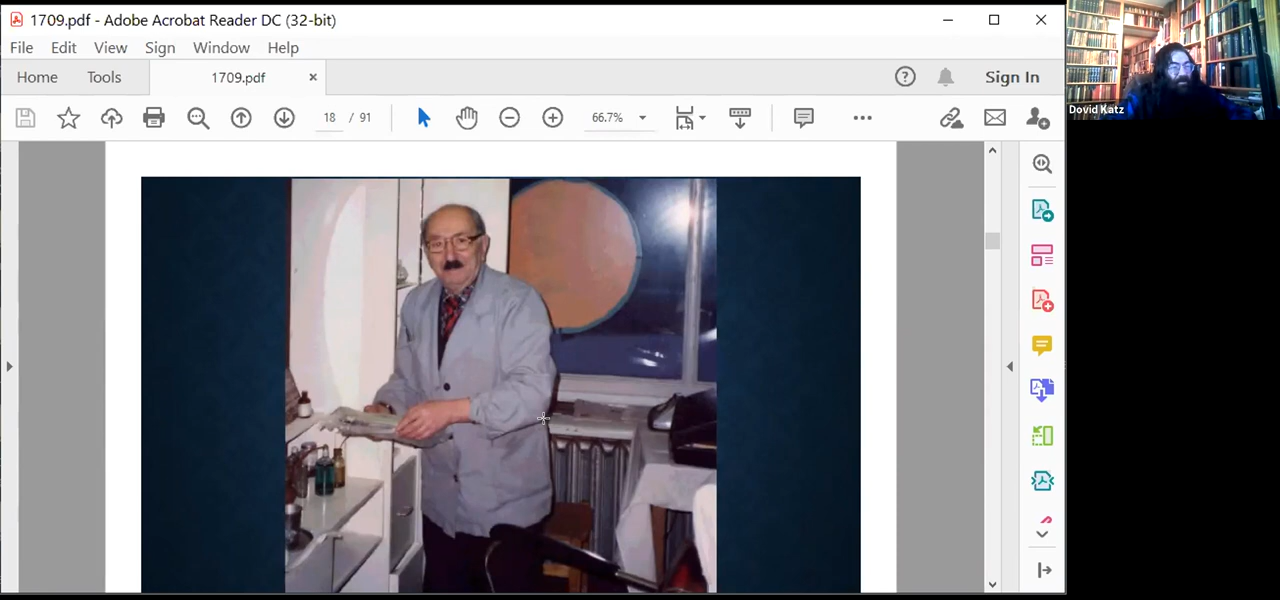 1709.pdf - Adobe Acrobat Reader DC (32-bit)
File Edit View Sign Window Help
Home Tools 1709.pdf Sign In
18 / 91 66.7%
Dovid Katz